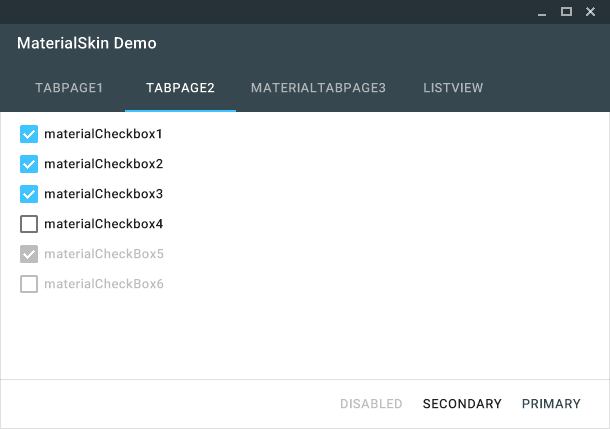 MaterialSkin Demo
TABPAGE1 TABPAGE2 MATERIALTABPAGE3 LISTVIEW
materialCheckbox1
materialCheckbox2
materialCheckbox3
materialCheckbox4
materialCheckBox5
materialCheckBox6
DISABLED SECONDARY PRIMARY